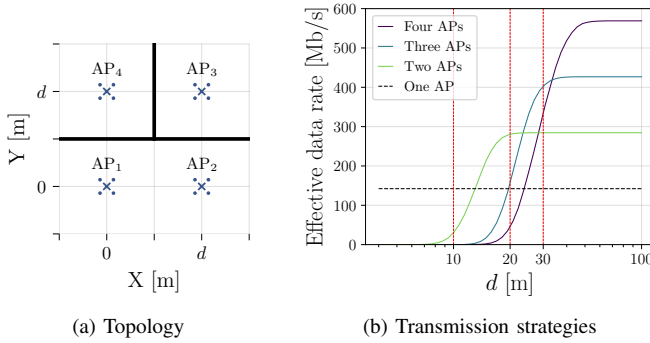 AP₄ AP₃
d
Y [m]
AP₁ AP₂
0
0 d
X [m]
(a) Topology
600
500
400
300
200
100
0
Effective data rate [Mb/s]
Four APs
Three APs
Two APs
One AP
10 20 30 100
d [m]
(b) Transmission strategies